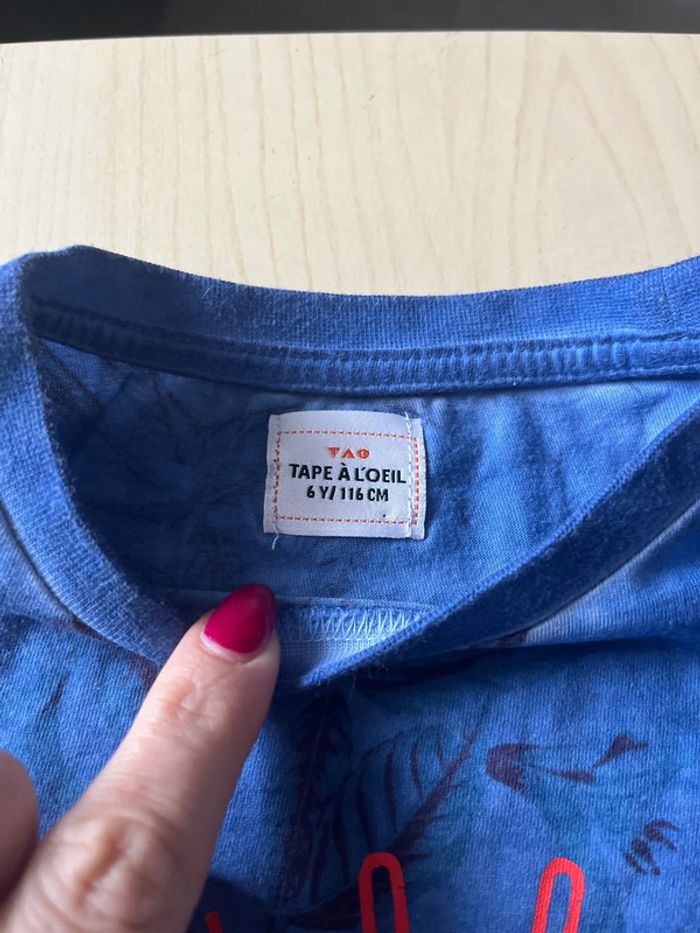 TAO
TAPE À L'OEIL
6 Y/116 CM